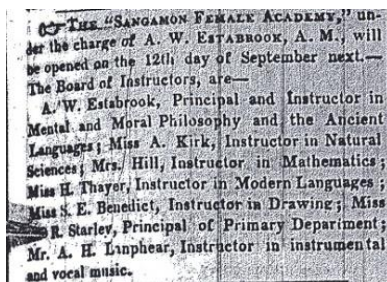 ☞ THE "SANGAMON FEMALE ACADEMY," un-
der the charge of A. W. ESTABROOK, A. M., will
be opened on the 12th day of September next.—
The Board of Instructors, are—
A. W. Estabrook, Principal and Instructor in
Mental and Moral Philosophy and the Ancient
Languages; Miss A. Kirk, Instructor in Natural
Sciences; Mrs. Hill, Instructor in Mathematics;
Miss H. Thayer, Instructor in Modern Languages;
Miss S. E. Benedict, Instructor in Drawing; Miss
R. Starley, Principal of Primary Department;
Mr. A. H. Lanphear, Instructor in instrumental
and vocal music.